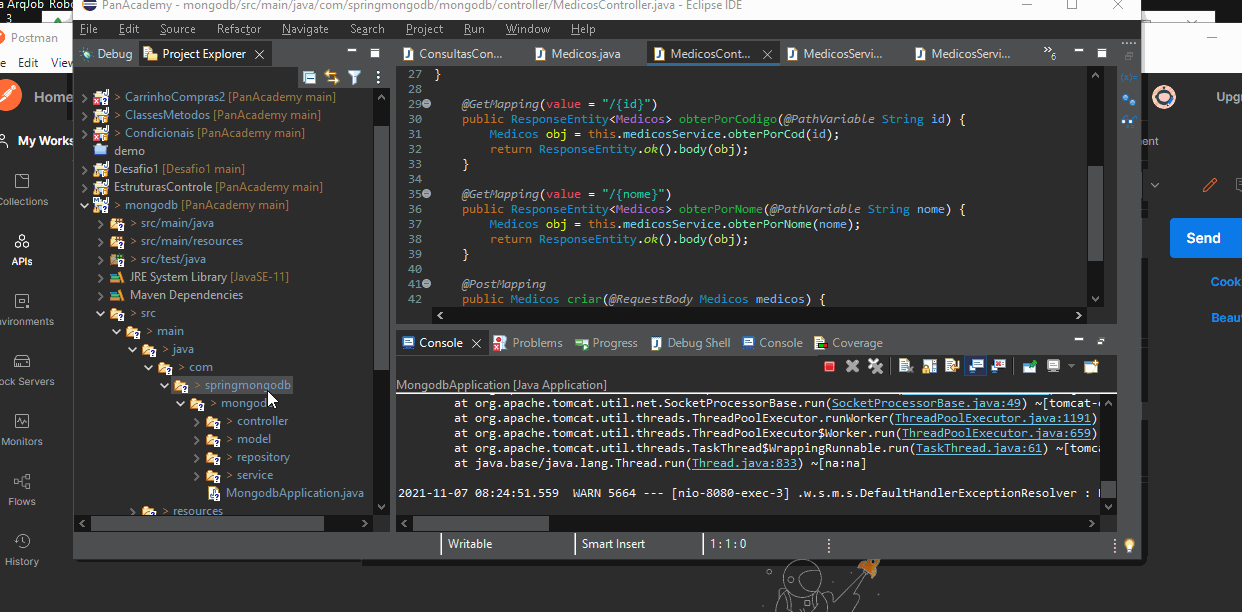 a ArqJob Robo
3
PanAcademy - mongodb/src/main/java/com/springmongodb/mongodb/controller/MedicosController.java - Eclipse IDE
Postman
File Edit Source Refactor Navigate Search Project Run Window Help
e Edit View
Debug Project Explorer
ConsultasCon... Medicos.java MedicosCont... MedicosServi... MedicosServi... 6
Home
My Works
Collections
APIs
nvironments
ock Servers
Monitors
Flows
History
> CarrinhoCompras2 [PanAcademy main]
> ClassesMetodos [PanAcademy main]
> Condicionais [PanAcademy main]
demo
Desafio1 [Desafio1 main]
EstruturasControle [PanAcademy main]
> mongodb [PanAcademy main]
> src/main/java
> src/main/resources
> src/test/java
JRE System Library [JavaSE-11]
Maven Dependencies
> src
> main
> java
> com
> springmongodb
> mongod
> controller
> model
> repository
> service
MongodbApplication.java
> resources
27 }
28
29 @GetMapping(value = "/{id}")
30 public ResponseEntity<Medicos> obterPorCodigo(@PathVariable String id) {
31 Medicos obj = this.medicosService.obterPorCod(id);
32 return ResponseEntity.ok().body(obj);
33 }
34
35 @GetMapping(value = "/{nome}")
36 public ResponseEntity<Medicos> obterPorNome(@PathVariable String nome) {
37 Medicos obj = this.medicosService.obterPorNome(nome);
38 return ResponseEntity.ok().body(obj);
39 }
40
41 @PostMapping
42 public Medicos criar(@RequestBody Medicos medicos) {
Console Problems Progress Debug Shell Console Coverage
MongodbApplication [Java Application]
at org.apache.tomcat.util.net.SocketProcessorBase.run(SocketProcessorBase.java:49) ~[tomcat-
at org.apache.tomcat.util.threads.ThreadPoolExecutor.runWorker(ThreadPoolExecutor.java:1191)
at org.apache.tomcat.util.threads.ThreadPoolExecutor$Worker.run(ThreadPoolExecutor.java:659)
at org.apache.tomcat.util.threads.TaskThread$WrappingRunnable.run(TaskThread.java:61) ~[tomca
at java.base/java.lang.Thread.run(Thread.java:833) ~[na:na]
2021-11-07 08:24:51.559 WARN 5664 --- [nio-8080-exec-3] .w.s.m.s.DefaultHandlerExceptionResolver :
Writable Smart Insert 1 : 1 : 0
Upg
ent
Send
Cook
Beau